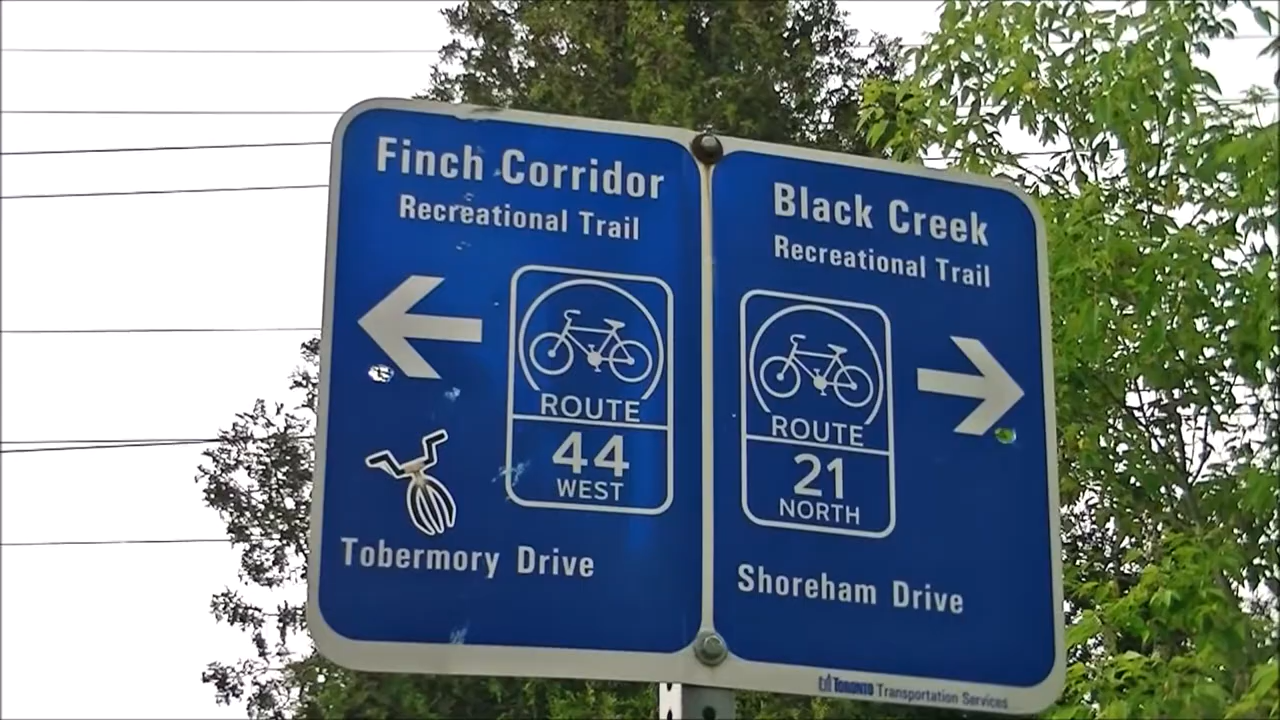 Finch Corridor
Recreational Trail
ROUTE
44
WEST
Tobermory Drive
Black Creek
Recreational Trail
ROUTE
21
NORTH
Shoreham Drive
TORONTO Transportation Services